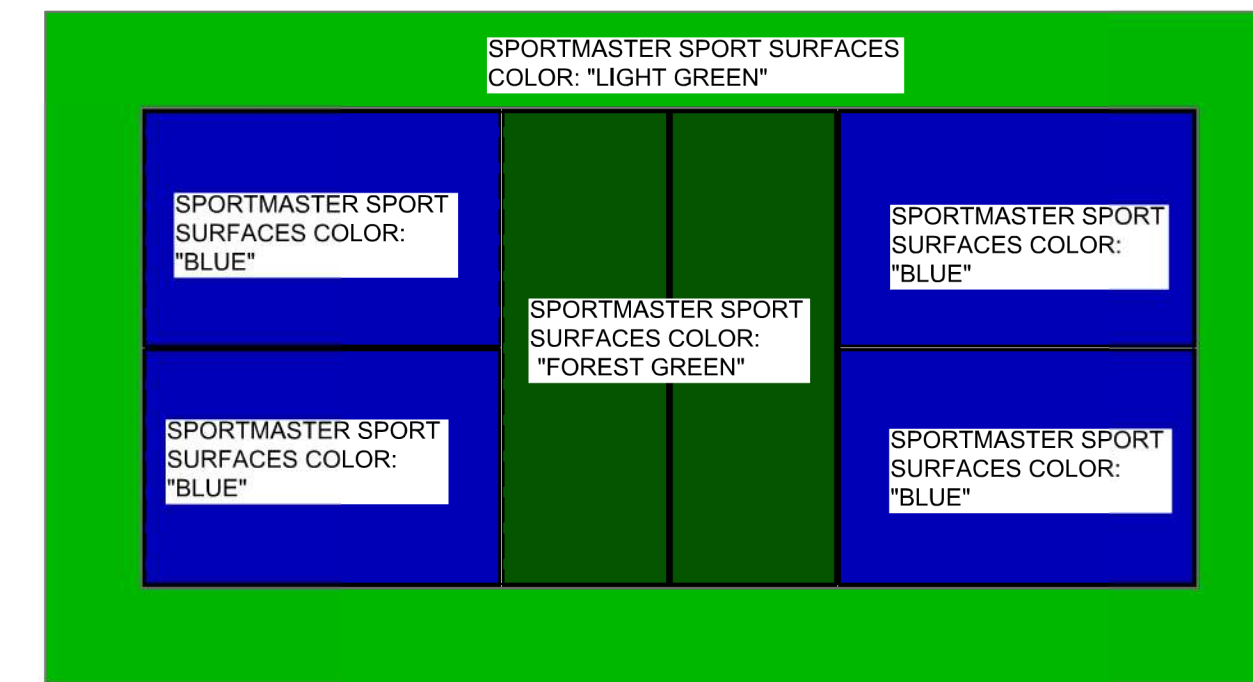 SPORTMASTER SPORT SURFACES
COLOR: "LIGHT GREEN"
SPORTMASTER SPORT
SURFACES COLOR:
"BLUE"
SPORTMASTER SPORT
SURFACES COLOR:
"BLUE"
SPORTMASTER SPORT
SURFACES COLOR:
"FOREST GREEN"
SPORTMASTER SPORT
SURFACES COLOR:
"BLUE"
SPORTMASTER SPORT
SURFACES COLOR:
"BLUE"